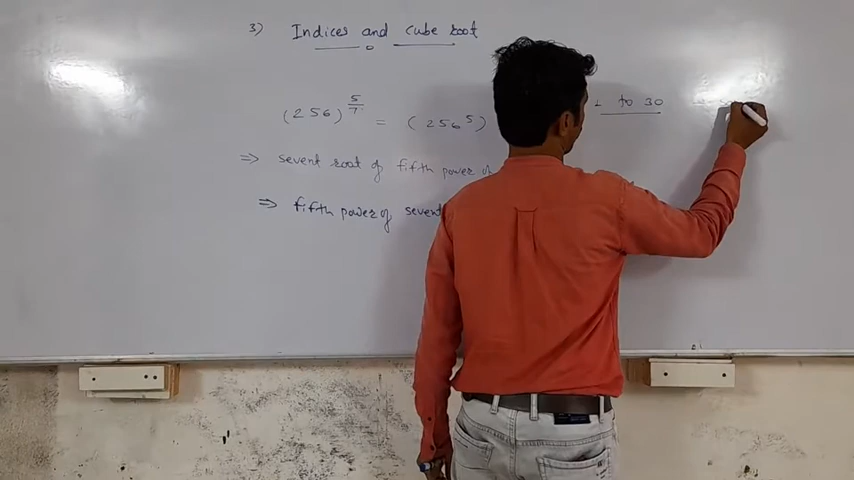 3) Indices and cube root
(256)^{5/7} = (256^5)
1 to 30
⇒ sevent root of fifth power of
⇒ fifth power of sevent